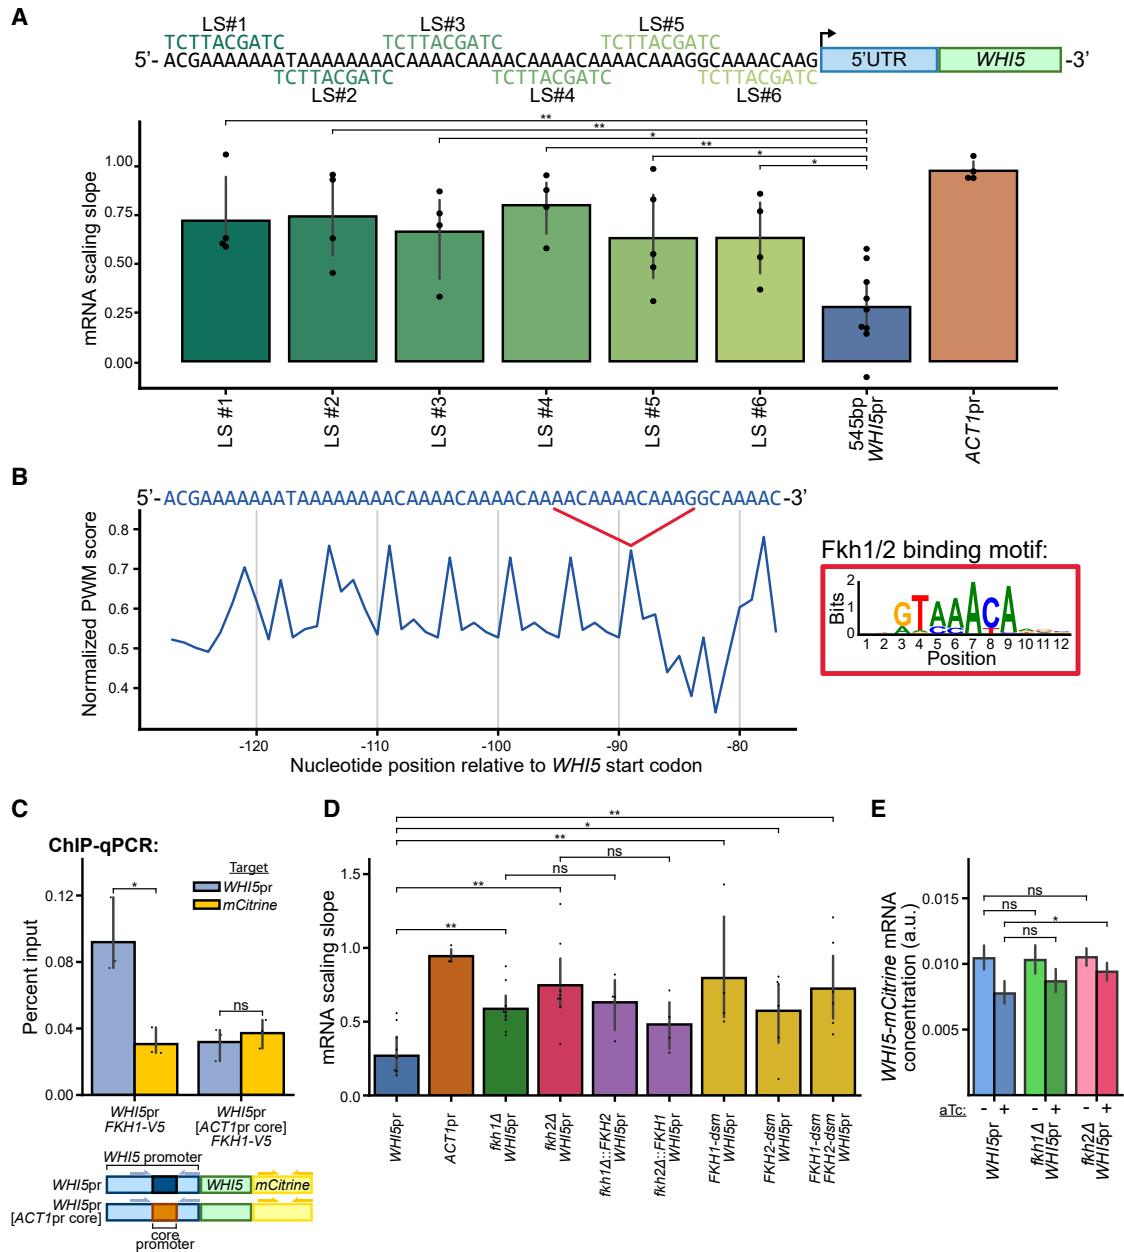 A
LS#1 LS#3 LS#5
TCTTACGATC TCTTACGATC TCTTACGATC
5’- ACGAAAAAAATAAAAAAAACAAAACAAAACAAAACAAAACAAAGGCAAAACAAG 5’UTR WHI5 -3’
TCTTACGATC TCTTACGATC TCTTACGATC
LS#2 LS#4 LS#6
**
**
*
**
*
*
mRNA scaling slope
1.00
0.75
0.50
0.25
0.00
LS #1
LS #2
LS #3
LS #4
LS #5
LS #6
545bp
WHI5pr
ACT1pr
B
5’-ACGAAAAAAATAAAAAAAACAAAACAAAACAAAACAAAACAAAGGCAAAAC-3’
Normalized PWM score
0.8
0.7
0.6
0.5
0.4
-120 -110 -100 -90 -80
Nucleotide position relative to WHI5 start codon
Fkh1/2 binding motif:
Bits
2
1
0
GTAAACA
1 2 3 4 5 6 7 8 9 10 11 12
Position
C
ChIP-qPCR:
Target
WHI5pr
mCitrine
*
ns
Percent input
0.12
0.08
0.04
0.00
WHI5pr
FKH1-V5
WHI5pr
[ACT1pr core]
FKH1-V5
WHI5 promoter
WHI5pr WHI5 mCitrine
WHI5pr
[ACT1pr core]
core
promoter
D
**
*
**
ns
ns
**
**
mRNA scaling slope
1.5
1.0
0.5
0.0
WHI5pr
ACT1pr
fkh1Δ
WHI5pr
fkh2Δ
WHI5pr
fkh1Δ::FKH2
WHI5pr
fkh2Δ::FKH1
WHI5pr
FKH1-dsm
WHI5pr
FKH2-dsm
WHI5pr
FKH1-dsm
FKH2-dsm
WHI5pr
E
ns
ns
*
ns
WHI5-mCitrine mRNA
concentration (a.u.)
0.015
0.010
0.005
aTc: - + - + - +
WHI5pr
fkh1Δ
WHI5pr
fkh2Δ
WHI5pr